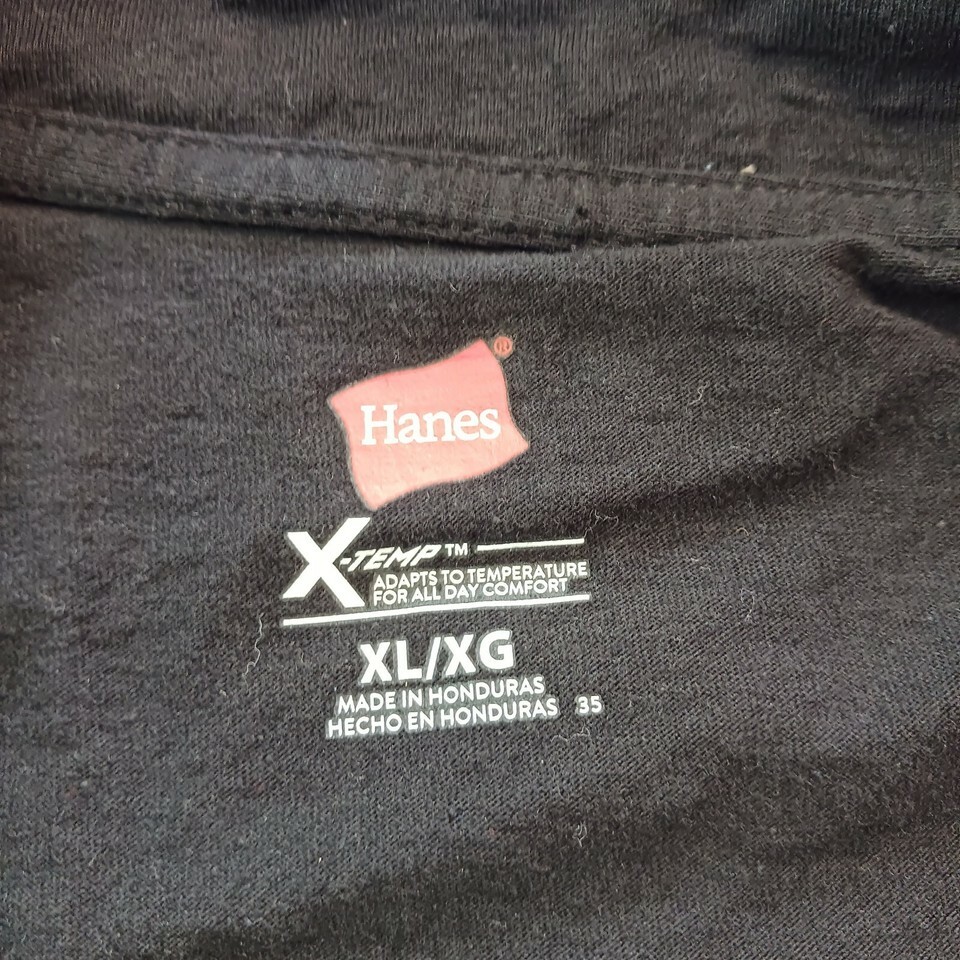 Hanes®
X-TEMP™
ADAPTS TO TEMPERATURE
FOR ALL DAY COMFORT
XL/XG
MADE IN HONDURAS
HECHO EN HONDURAS 35